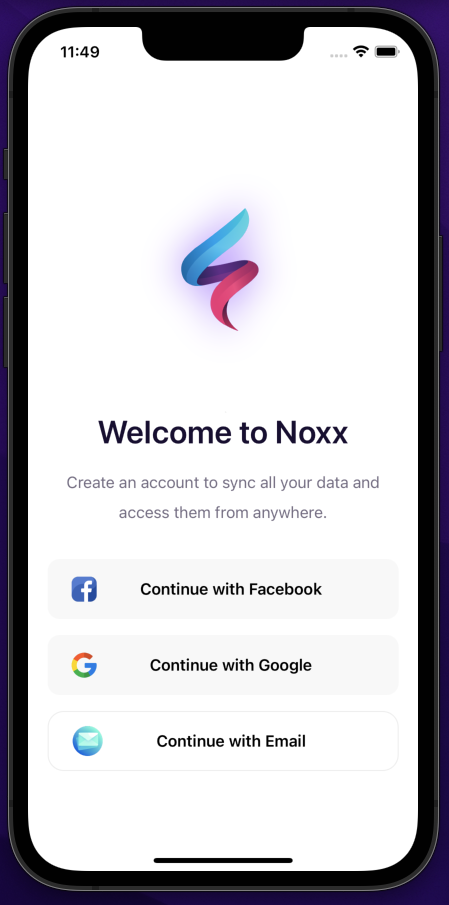 11:49
Welcome to Noxx
Create an account to sync all your data and
access them from anywhere.
Continue with Facebook
Continue with Google
Continue with Email